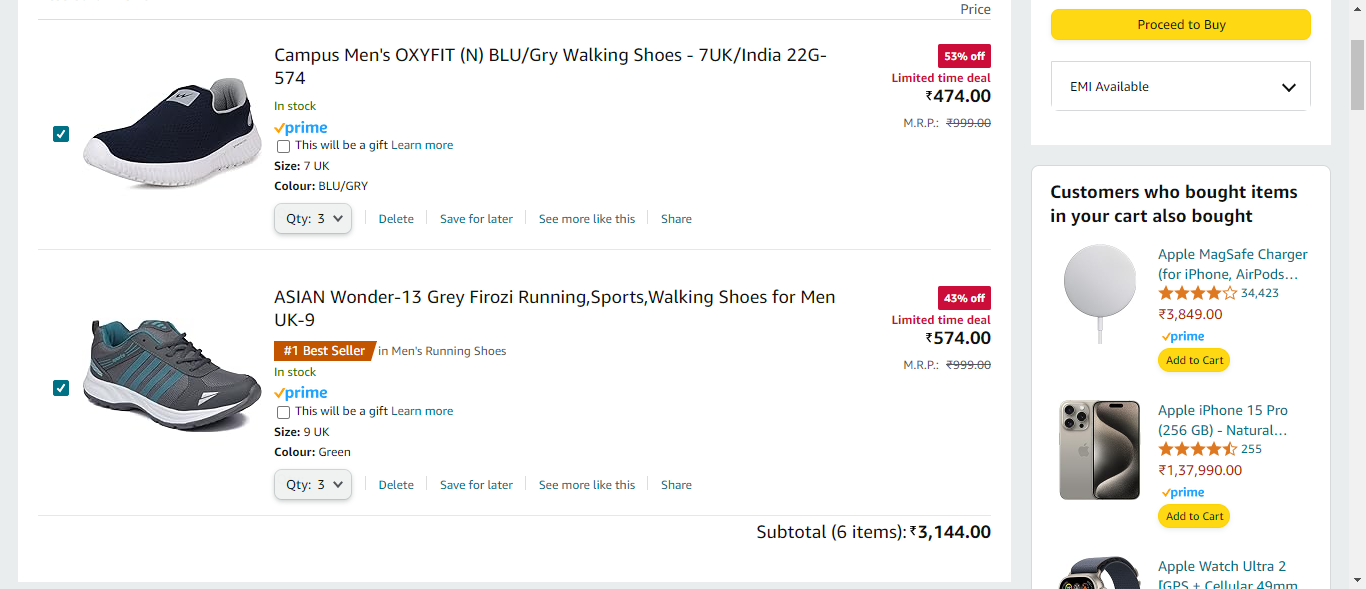 Price
Campus Men's OXYFIT (N) BLU/Gry Walking Shoes - 7UK/India 22G-
574
In stock
prime
This will be a gift Learn more
Size: 7 UK
Colour: BLU/GRY
Qty: 3 Delete Save for later See more like this Share
53% off
Limited time deal
₹474.00
M.R.P.: ₹999.00
ASIAN Wonder-13 Grey Firozi Running,Sports,Walking Shoes for Men
UK-9
#1 Best Seller in Men's Running Shoes
In stock
prime
This will be a gift Learn more
Size: 9 UK
Colour: Green
Qty: 3 Delete Save for later See more like this Share
43% off
Limited time deal
₹574.00
M.R.P.: ₹999.00
Subtotal (6 items): ₹3,144.00
Proceed to Buy
EMI Available
Customers who bought items
in your cart also bought
Apple MagSafe Charger
(for iPhone, AirPods…
34,423
₹3,849.00
prime
Add to Cart
Apple iPhone 15 Pro
(256 GB) - Natural…
255
₹1,37,990.00
prime
Add to Cart
Apple Watch Ultra 2
[GPS + Cellular 49mm